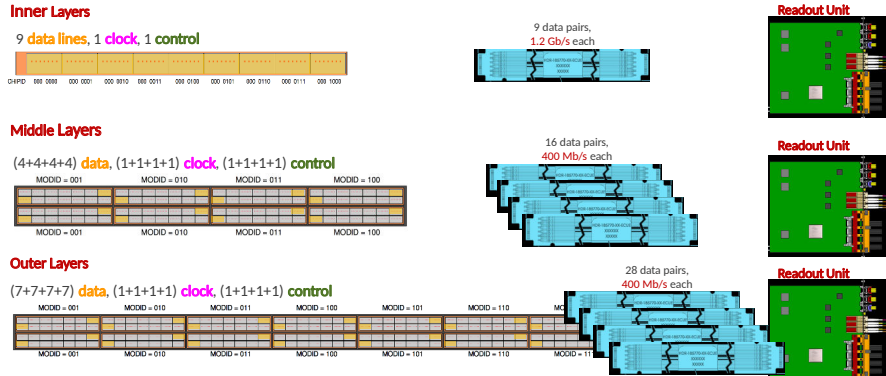 Inner Layers
9 data lines, 1 clock, 1 control
CHIPID 000 0000 000 0001 000 0010 000 0011 000 0100 000 0101 000 0110 000 0111 000 1000
9 data pairs,
1.2 Gb/s each
Readout Unit
Middle Layers
(4+4+4+4) data, (1+1+1+1) clock, (1+1+1+1) control
MODID = 001 MODID = 010 MODID = 011 MODID = 100
MODID = 001 MODID = 010 MODID = 011 MODID = 100
16 data pairs,
400 Mb/s each
Readout Unit
Outer Layers
(7+7+7+7) data, (1+1+1+1) clock, (1+1+1+1) control
MODID = 001 MODID = 010 MODID = 011 MODID = 100 MODID = 101 MODID = 110
MODID = 001 MODID = 010 MODID = 011 MODID = 100 MODID = 101 MODID = 110
28 data pairs,
400 Mb/s each
Readout Unit